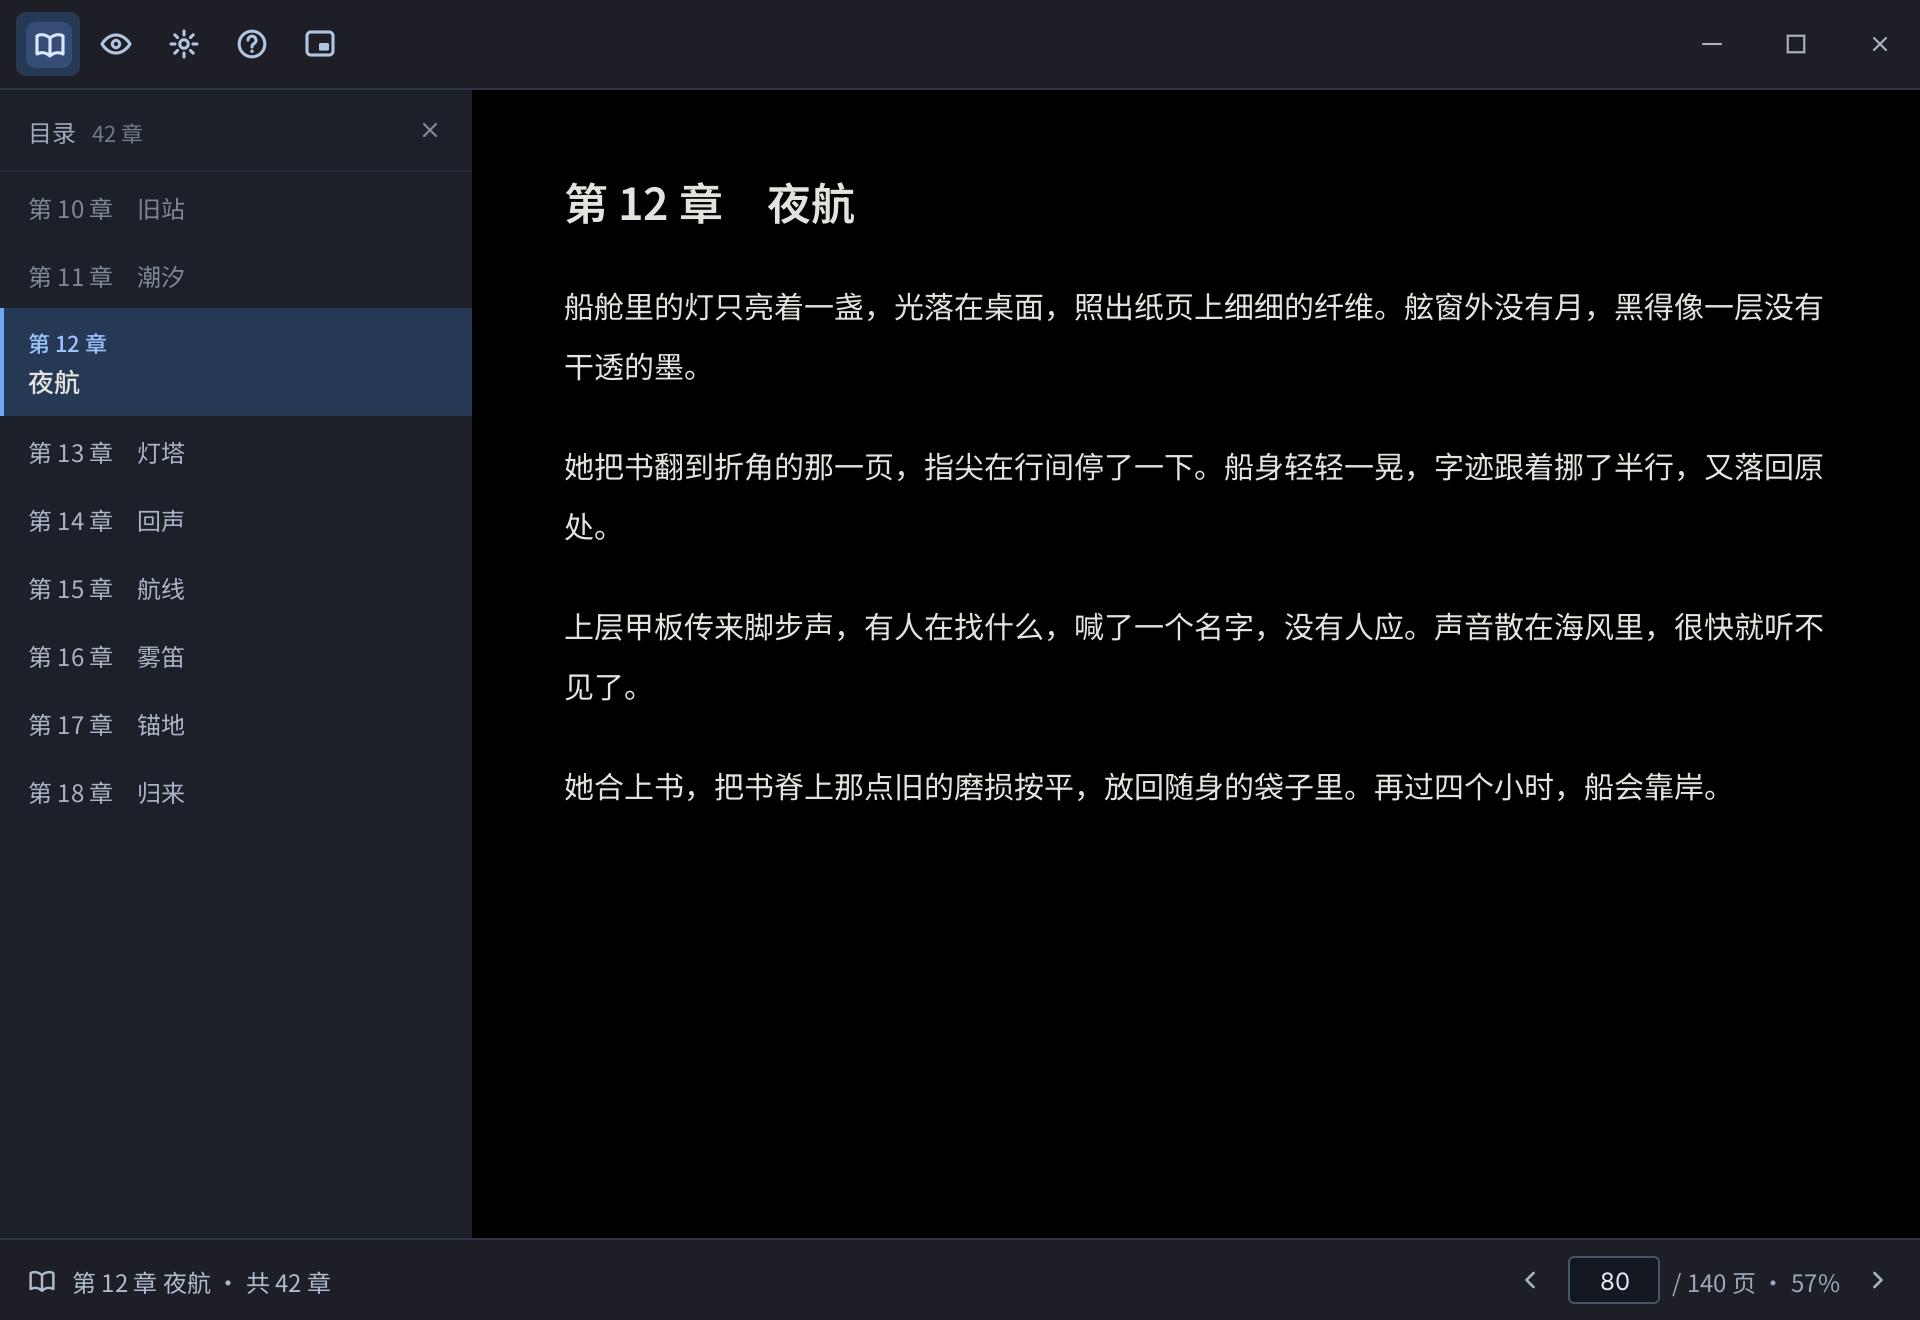 目录 42 章
第 10 章 旧站
第 11 章 潮汐
第 12 章
夜航
第 13 章 灯塔
第 14 章 回声
第 15 章 航线
第 16 章 雾笛
第 17 章 锚地
第 18 章 归来
第 12 章 夜航
船舱里的灯只亮着一盏，光落在桌面，照出纸页上细细的纤维。舷窗外没有月，黑得像一层没有
干透的墨。
她把书翻到折角的那一页，指尖在行间停了一下。船身轻轻一晃，字迹跟着挪了半行，又落回原
处。
上层甲板传来脚步声，有人在找什么，喊了一个名字，没有人应。声音散在海风里，很快就听不
见了。
她合上书，把书脊上那点旧的磨损按平，放回随身的袋子里。再过四个小时，船会靠岸。
第 12 章 夜航 · 共 42 章
80 / 140 页 · 57%